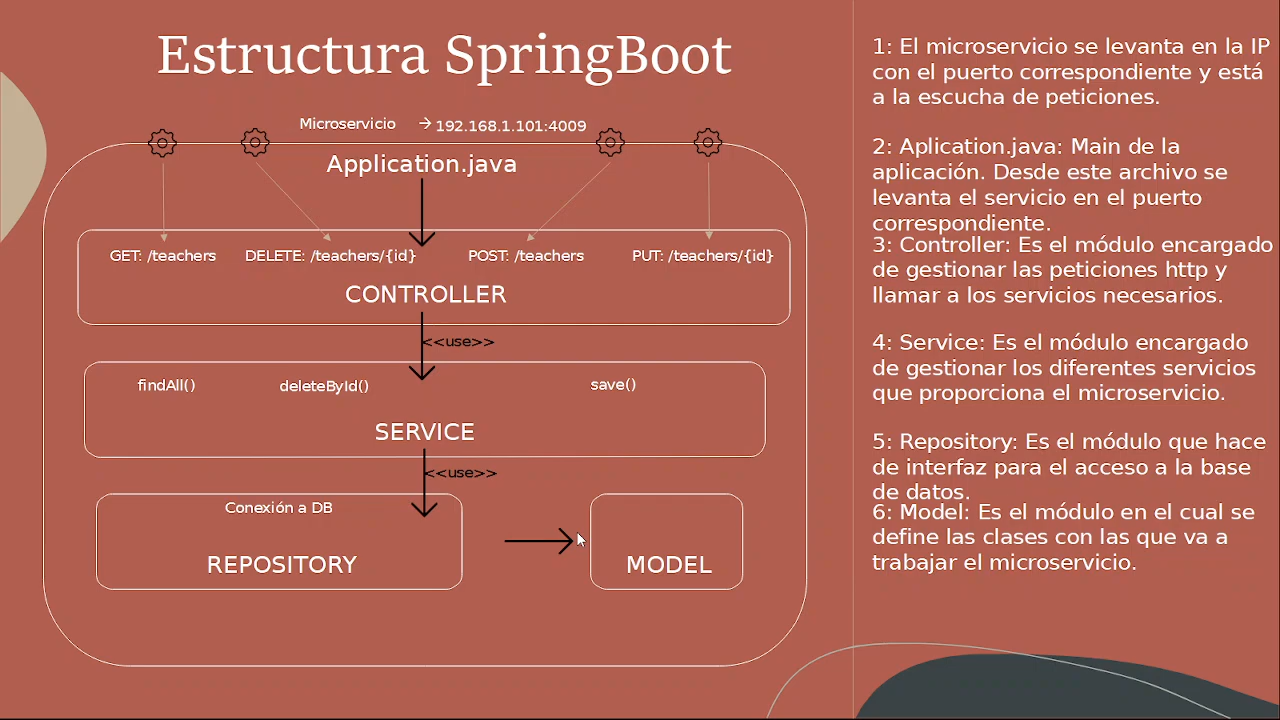 Estructura SpringBoot
Microservicio → 192.168.1.101:4009
Application.java
GET: /teachers DELETE: /teachers/{id} POST: /teachers PUT: /teachers/{id}
CONTROLLER
<<use>>
findAll() deleteById() save()
SERVICE
<<use>>
Conexión a DB
REPOSITORY MODEL
1: El microservicio se levanta en la IP
con el puerto correspondiente y está
a la escucha de peticiones.
2: Aplication.java: Main de la
aplicación. Desde este archivo se
levanta el servicio en el puerto
correspondiente.
3: Controller: Es el módulo encargado
de gestionar las peticiones http y
llamar a los servicios necesarios.
4: Service: Es el módulo encargado
de gestionar los diferentes servicios
que proporciona el microservicio.
5: Repository: Es el módulo que hace
de interfaz para el acceso a la base
de datos.
6: Model: Es el módulo en el cual se
define las clases con las que va a
trabajar el microservicio.